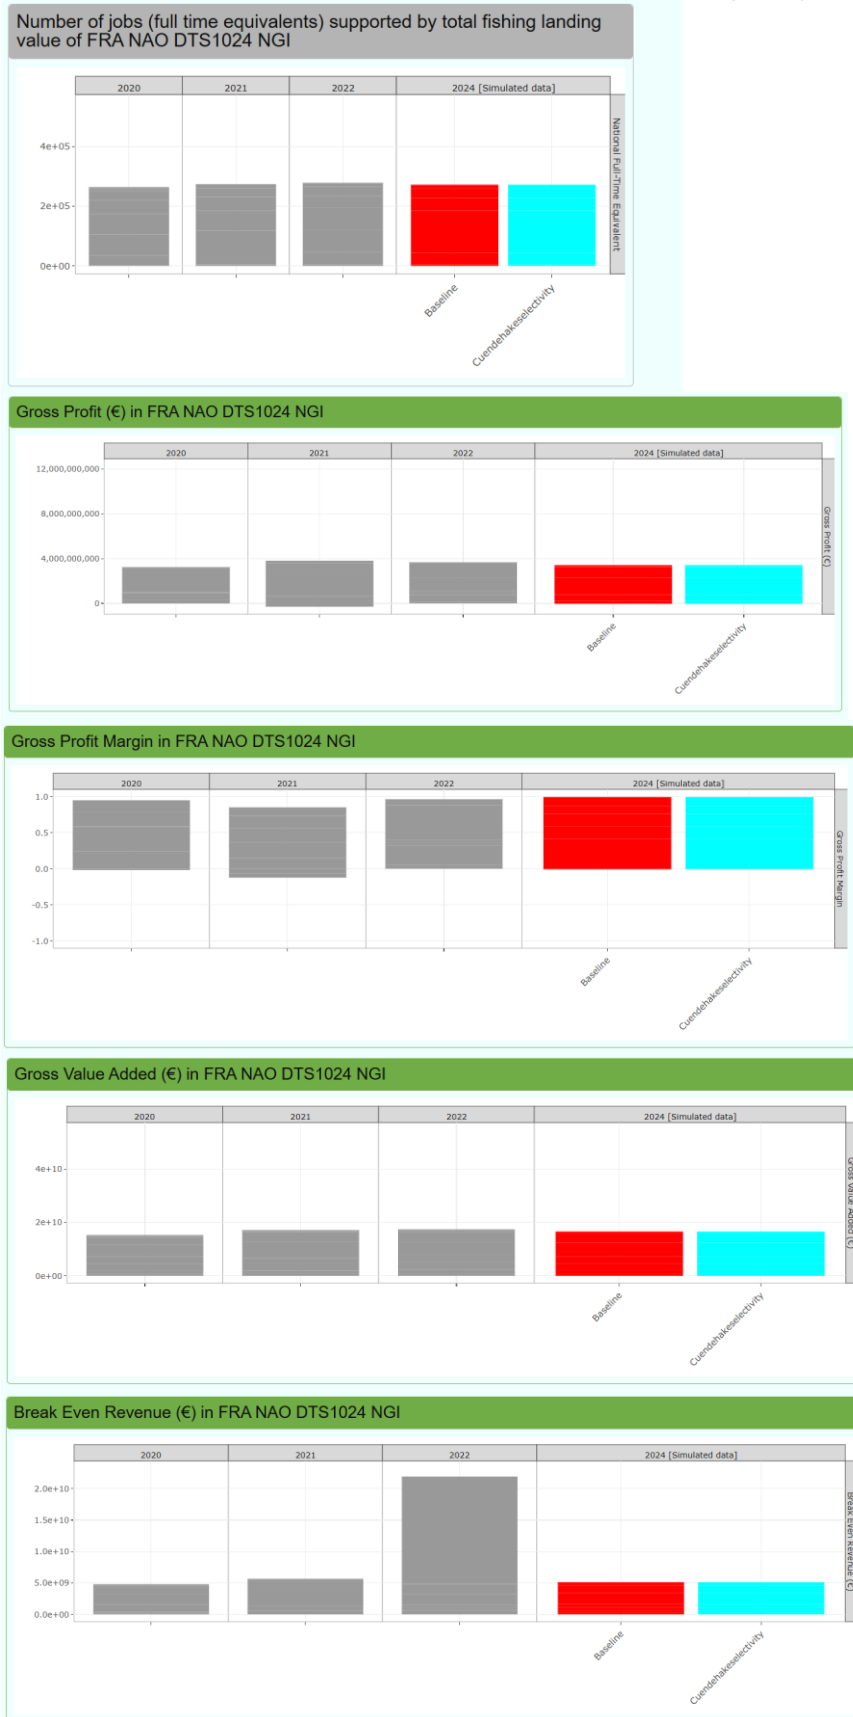 Number of jobs (full time equivalents) supported by total fishing landing
value of FRA NAO DTS1024 NGI
2020
2021
2022
2024 [Simulated data]
4e+05
2e+05
0e+00
National Full-Time Equivalent
Baseline
Cuendehakeselectivity
Gross Profit (€) in FRA NAO DTS1024 NGI
2020
2021
2022
2024 [Simulated data]
12,000,000,000
8,000,000,000
4,000,000,000
0
Gross Profit (€)
Baseline
Cuendehakeselectivity
Gross Profit Margin in FRA NAO DTS1024 NGI
2020
2021
2022
2024 [Simulated data]
1.0
0.5
0.0
-0.5
-1.0
Gross Profit Margin
Baseline
Cuendehakeselectivity
Gross Value Added (€) in FRA NAO DTS1024 NGI
2020
2021
2022
2024 [Simulated data]
4e+10
2e+10
0e+00
Gross Value Added (€)
Baseline
Cuendehakeselectivity
Break Even Revenue (€) in FRA NAO DTS1024 NGI
2020
2021
2022
2024 [Simulated data]
2.0e+10
1.5e+10
1.0e+10
5.0e+09
0.0e+00
Break Even Revenue (€)
Baseline
Cuendehakeselectivity